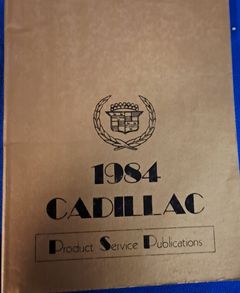 1984
CADILLAC
Product Service Publications